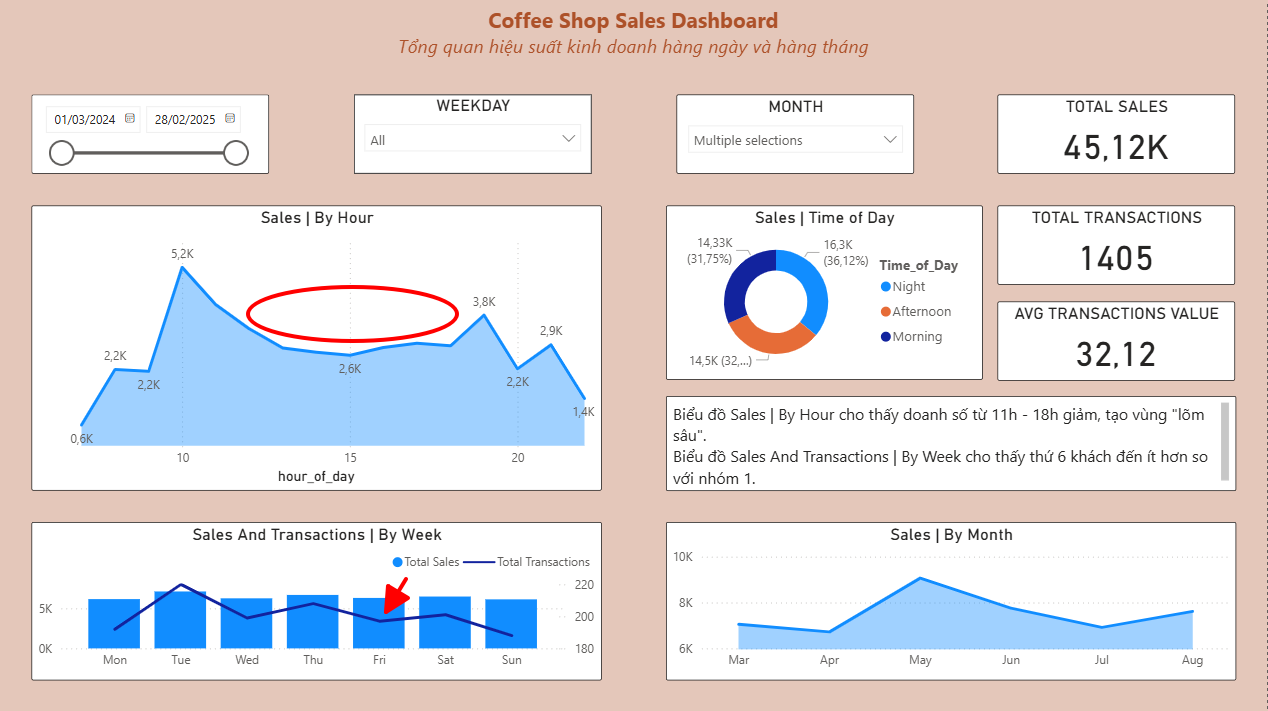 Coffee Shop Sales Dashboard
Tổng quan hiệu suất kinh doanh hàng ngày và hàng tháng
01/03/2024
28/02/2025
WEEKDAY
All
MONTH
Multiple selections
TOTAL SALES
45,12K
Sales | By Hour
5,2K
2,2K
2,2K
0,6K
2,6K
3,8K
2,2K
2,9K
1,4K
10
15
20
hour_of_day
Sales | Time of Day
14,33K
(31,75%)
16,3K
(36,12%)
14,5K (32,...)
Time_of_Day
Night
Afternoon
Morning
TOTAL TRANSACTIONS
1405
AVG TRANSACTIONS VALUE
32,12
Biểu đồ Sales | By Hour cho thấy doanh số từ 11h - 18h giảm, tạo vùng "lõm
sâu".
Biểu đồ Sales And Transactions | By Week cho thấy thứ 6 khách đến ít hơn so
với nhóm 1.
Sales And Transactions | By Week
Total Sales
Total Transactions
5K
0K
220
200
180
Mon
Tue
Wed
Thu
Fri
Sat
Sun
Sales | By Month
10K
8K
6K
Mar
Apr
May
Jun
Jul
Aug